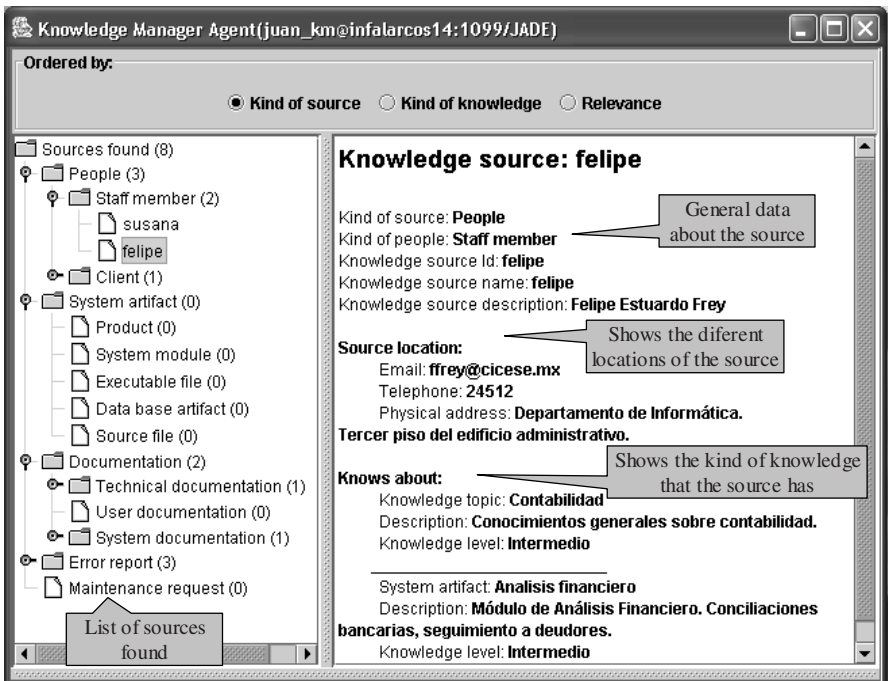 Knowledge Manager Agent(juan_km@infalarcos14:1099/JADE)
Ordered by:
Kind of source Kind of knowledge Relevance
Sources found (8)
People (3)
Staff member (2)
susana
felipe
Client (1)
System artifact (0)
Product (0)
System module (0)
Executable file (0)
Data base artifact (0)
Source file (0)
Documentation (2)
Technical documentation (1)
User documentation (0)
System documentation (1)
Error report (3)
Maintenance request (0)
List of sources
found
Knowledge source: felipe
Kind of source: People
Kind of people: Staff member
Knowledge source Id: felipe
Knowledge source name: felipe
Knowledge source description: Felipe Estuardo Frey
General data
about the source
Source location:
Email: ffrey@cicese.mx
Telephone: 24512
Physical address: Departamento de Informática.
Tercer piso del edificio administrativo.
Shows the diferent
locations of the source
Knows about:
Knowledge topic: Contabilidad
Description: Conocimientos generales sobre contabilidad.
Knowledge level: Intermedio
Shows the kind of knowledge
that the source has
System artifact: Analisis financiero
Description: Módulo de Análisis Financiero. Conciliaciones
bancarias, seguimiento a deudores.
Knowledge level: Intermedio